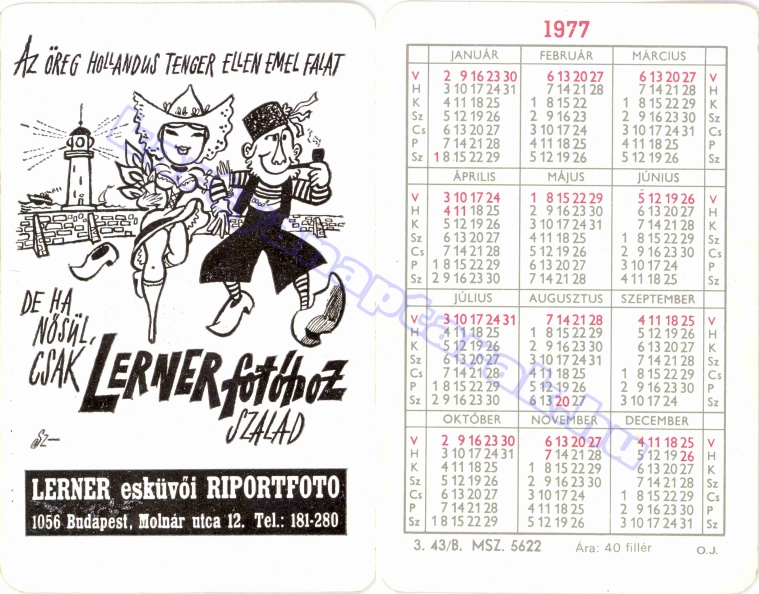 Az öreg hollandus tenger ellen emel falat
de ha
nősül,
csak
Lerner fotóhoz
szalad
Sz—
LERNER esküvői RIPORTFOTO
1056 Budapest, Molnár utca 12. Tel.: 181-280
1977
JANUÁR FEBRUÁR MÁRCIUS
V 2 9 16 23 30 6 13 20 27 6 13 20 27 V
H 3 10 17 24 31 7 14 21 28 7 14 21 28 H
K 4 11 18 25 1 8 15 22 1 8 15 22 29 K
Sz 5 12 19 26 2 9 16 23 2 9 16 23 30 Sz
Cs 6 13 20 27 3 10 17 24 3 10 17 24 31 Cs
P 7 14 21 28 4 11 18 25 4 11 18 25 P
Sz 1 8 15 22 29 5 12 19 26 5 12 19 26 Sz
ÁPRILIS MÁJUS JÚNIUS
V 3 10 17 24 1 8 15 22 29 5 12 19 26 V
H 4 11 18 25 2 9 16 23 30 6 13 20 27 H
K 5 12 19 26 3 10 17 24 31 7 14 21 28 K
Sz 6 13 20 27 4 11 18 25 1 8 15 22 29 Sz
Cs 7 14 21 28 5 12 19 26 2 9 16 23 30 Cs
P 1 8 15 22 29 6 13 20 27 3 10 17 24 P
Sz 2 9 16 23 30 7 14 21 28 4 11 18 25 Sz
JÚLIUS AUGUSZTUS SZEPTEMBER
V 3 10 17 24 31 7 14 21 28 4 11 18 25 V
H 4 11 18 25 1 8 15 22 29 5 12 19 26 H
K 5 12 19 26 2 9 16 23 30 6 13 20 27 K
Sz 6 13 20 27 3 10 17 24 31 7 14 21 28 Sz
Cs 7 14 21 28 4 11 18 25 1 8 15 22 29 Cs
P 1 8 15 22 29 5 12 19 26 2 9 16 23 30 P
Sz 2 9 16 23 30 6 13 20 27 3 10 17 24 Sz
OKTÓBER NOVEMBER DECEMBER
V 2 9 16 23 30 6 13 20 27 4 11 18 25 V
H 3 10 17 24 31 7 14 21 28 5 12 19 26 H
K 4 11 18 25 1 8 15 22 29 6 13 20 27 K
Sz 5 12 19 26 2 9 16 23 30 7 14 21 28 Sz
Cs 6 13 20 27 3 10 17 24 1 8 15 22 29 Cs
P 7 14 21 28 4 11 18 25 2 9 16 23 30 P
Sz 1 8 15 22 29 5 12 19 26 3 10 17 24 31 Sz
3. 43/B. MSZ. 5622 Ára: 40 fillér O.J.